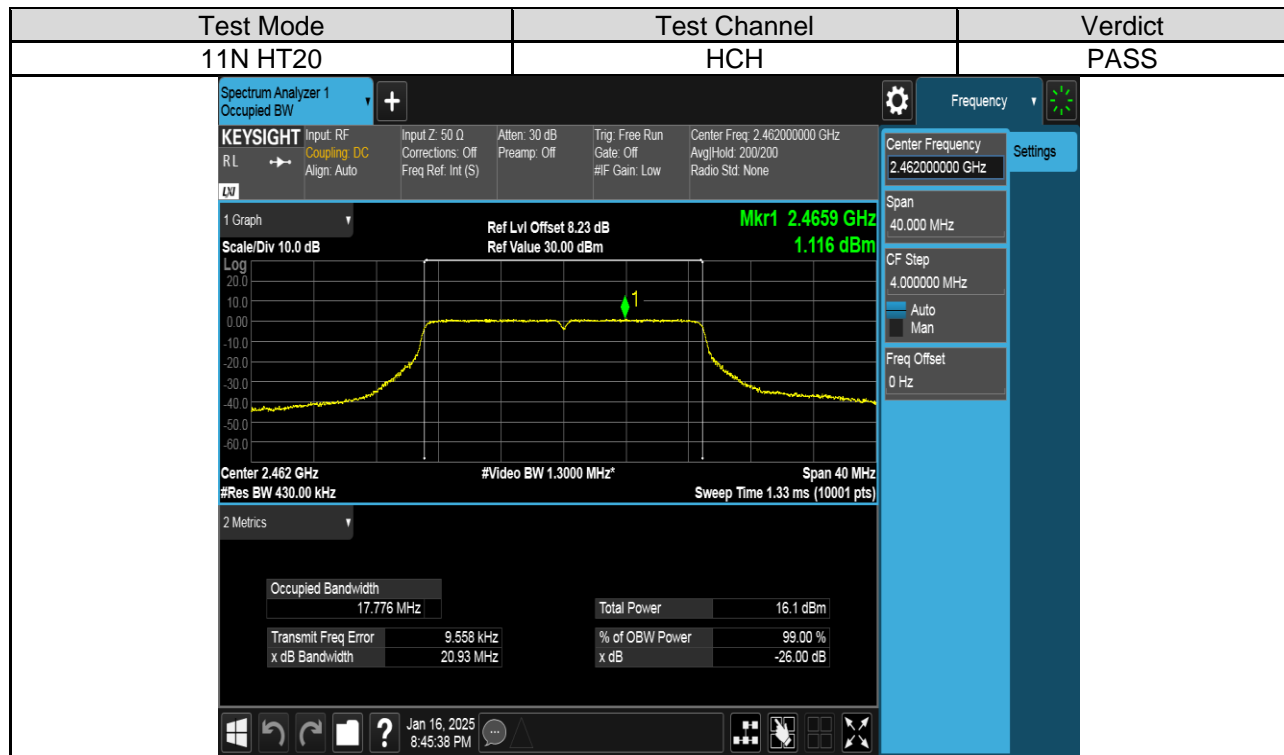 Test Mode Test Channel Verdict
11N HT20 HCH PASS
Spectrum Analyzer 1
Occupied BW
+
Frequency
KEYSIGHT Input: RF Input Z: 50 Ω Atten: 30 dB Trig: Free Run Center Freq: 2.462000000 GHz
RL Coupling: DC Corrections: Off Preamp: Off Gate: Off Avg|Hold: 200/200
Align: Auto Freq Ref: Int (S) #IF Gain: Low Radio Std: None
LXI
Center Frequency
2.462000000 GHz
Settings
Span
40.000 MHz
CF Step
4.000000 MHz
Auto
Man
Freq Offset
0 Hz
1 Graph Ref Lvl Offset 8.23 dB Mkr1 2.4659 GHz
Scale/Div 10.0 dB Ref Value 30.00 dBm 1.116 dBm
Log
20.0
10.0
1
0.00
-10.0
-20.0
-30.0
-40.0
-50.0
-60.0
Center 2.462 GHz #Video BW 1.3000 MHz* Span 40 MHz
#Res BW 430.00 kHz Sweep Time 1.33 ms (10001 pts)
2 Metrics
Occupied Bandwidth
17.776 MHz Total Power 16.1 dBm
Transmit Freq Error 9.558 kHz % of OBW Power 99.00 %
x dB Bandwidth 20.93 MHz x dB -26.00 dB
? Jan 16, 2025
8:45:38 PM